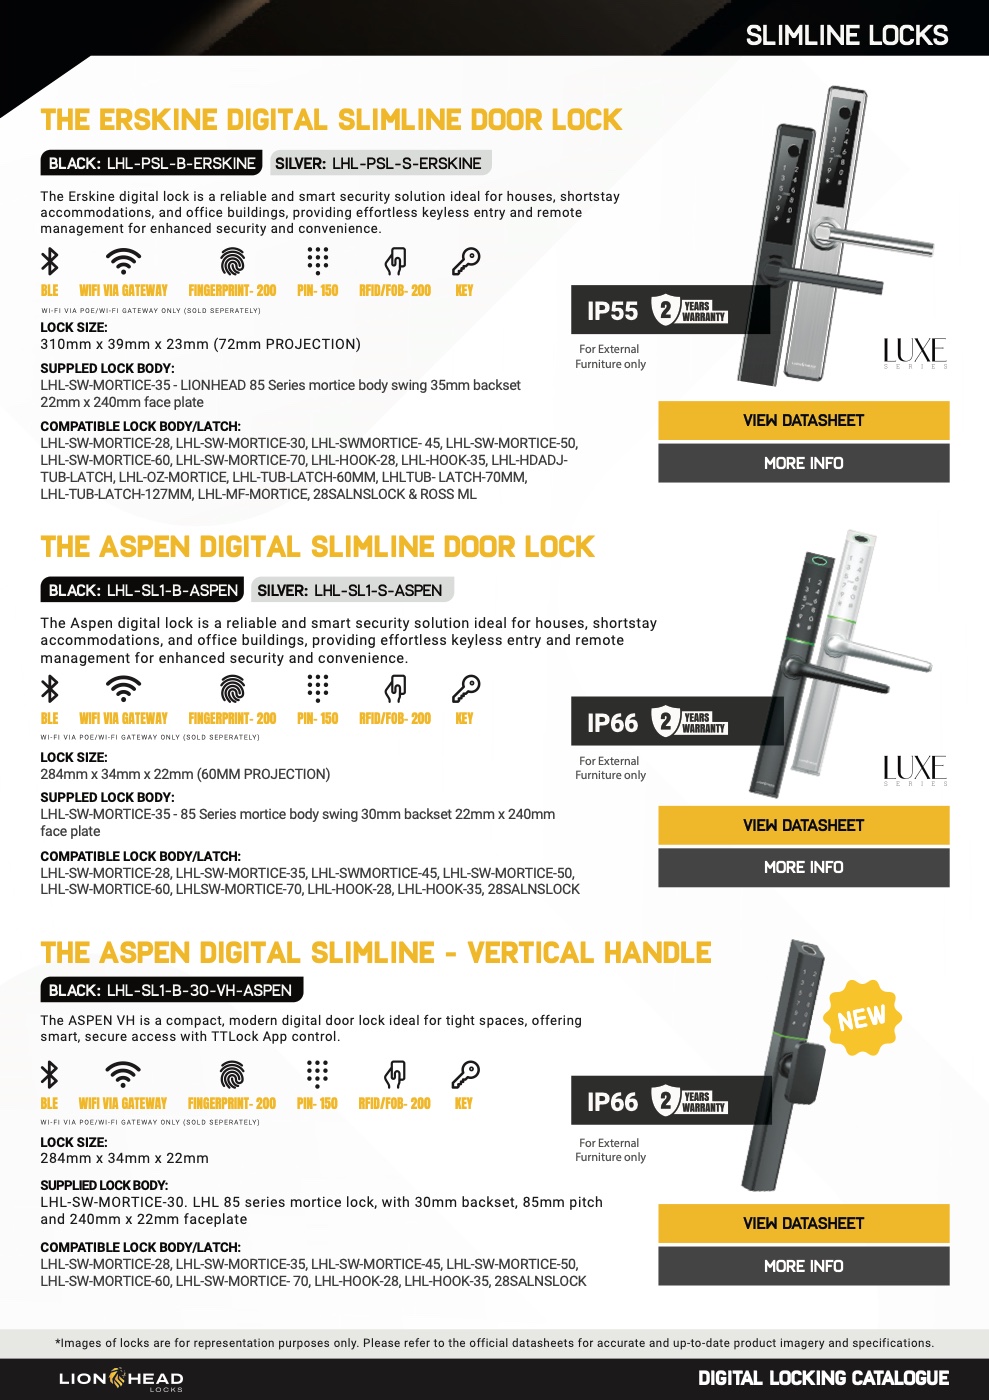 SLIMLINE LOCKS
THE ERSKINE DIGITAL SLIMLINE DOOR LOCK
BLACK: LHL-PSL-B-ERSKINE SILVER: LHL-PSL-S-ERSKINE
The Erskine digital lock is a reliable and smart security solution ideal for houses, shortstay
accommodations, and office buildings, providing effortless keyless entry and remote
management for enhanced security and convenience.
BLE WIFI VIA GATEWAY FINGERPRINT- 200 PIN- 150 RFID/FOB- 200 KEY
WI-FI VIA POE/WI-FI GATEWAY ONLY (SOLD SEPERATELY)
LOCK SIZE:
310mm x 39mm x 23mm (72mm PROJECTION)
SUPPLED LOCK BODY:
LHL-SW-MORTICE-35 - LIONHEAD 85 Series mortice body swing 35mm backset
22mm x 240mm face plate
COMPATIBLE LOCK BODY/LATCH:
LHL-SW-MORTICE-28, LHL-SW-MORTICE-30, LHL-SWMORTICE- 45, LHL-SW-MORTICE-50,
LHL-SW-MORTICE-60, LHL-SW-MORTICE-70, LHL-HOOK-28, LHL-HOOK-35, LHL-HDADJ-
TUB-LATCH, LHL-OZ-MORTICE, LHL-TUB-LATCH-60MM, LHLTUB- LATCH-70MM,
LHL-TUB-LATCH-127MM, LHL-MF-MORTICE, 28SALNSLOCK & ROSS ML
IP55 2 YEARS WARRANTY
For External
Furniture only
LUXE
SERIES
VIEW DATASHEET
MORE INFO
THE ASPEN DIGITAL SLIMLINE DOOR LOCK
BLACK: LHL-SL1-B-ASPEN SILVER: LHL-SL1-S-ASPEN
The Aspen digital lock is a reliable and smart security solution ideal for houses, shortstay
accommodations, and office buildings, providing effortless keyless entry and remote
management for enhanced security and convenience.
BLE WIFI VIA GATEWAY FINGERPRINT- 200 PIN- 150 RFID/FOB- 200 KEY
WI-FI VIA POE/WI-FI GATEWAY ONLY (SOLD SEPERATELY)
LOCK SIZE:
284mm x 34mm x 22mm (60MM PROJECTION)
SUPPLED LOCK BODY:
LHL-SW-MORTICE-35 - 85 Series mortice body swing 30mm backset 22mm x 240mm
face plate
COMPATIBLE LOCK BODY/LATCH:
LHL-SW-MORTICE-28, LHL-SW-MORTICE-35, LHL-SWMORTICE-45, LHL-SW-MORTICE-50,
LHL-SW-MORTICE-60, LHLSW-MORTICE-70, LHL-HOOK-28, LHL-HOOK-35, 28SALNSLOCK
IP66 2 YEARS WARRANTY
For External
Furniture only
LUXE
SERIES
VIEW DATASHEET
MORE INFO
THE ASPEN DIGITAL SLIMLINE - VERTICAL HANDLE
BLACK: LHL-SL1-B-30-VH-ASPEN
The ASPEN VH is a compact, modern digital door lock ideal for tight spaces, offering
smart, secure access with TTLock App control.
NEW
BLE WIFI VIA GATEWAY FINGERPRINT- 200 PIN- 150 RFID/FOB- 200 KEY
WI-FI VIA POE/WI-FI GATEWAY ONLY (SOLD SEPERATELY)
LOCK SIZE:
284mm x 34mm x 22mm
SUPPLIED LOCK BODY:
LHL-SW-MORTICE-30. LHL 85 series mortice lock, with 30mm backset, 85mm pitch
and 240mm x 22mm faceplate
COMPATIBLE LOCK BODY/LATCH:
LHL-SW-MORTICE-28, LHL-SW-MORTICE-35, LHL-SW-MORTICE-45, LHL-SW-MORTICE-50,
LHL-SW-MORTICE-60, LHL-SW-MORTICE- 70, LHL-HOOK-28, LHL-HOOK-35, 28SALNSLOCK
IP66 2 YEARS WARRANTY
For External
Furniture only
VIEW DATASHEET
MORE INFO
*Images of locks are for representation purposes only. Please refer to the official datasheets for accurate and up-to-date product imagery and specifications.
LION HEAD
LOCKS
DIGITAL LOCKING CATALOGUE